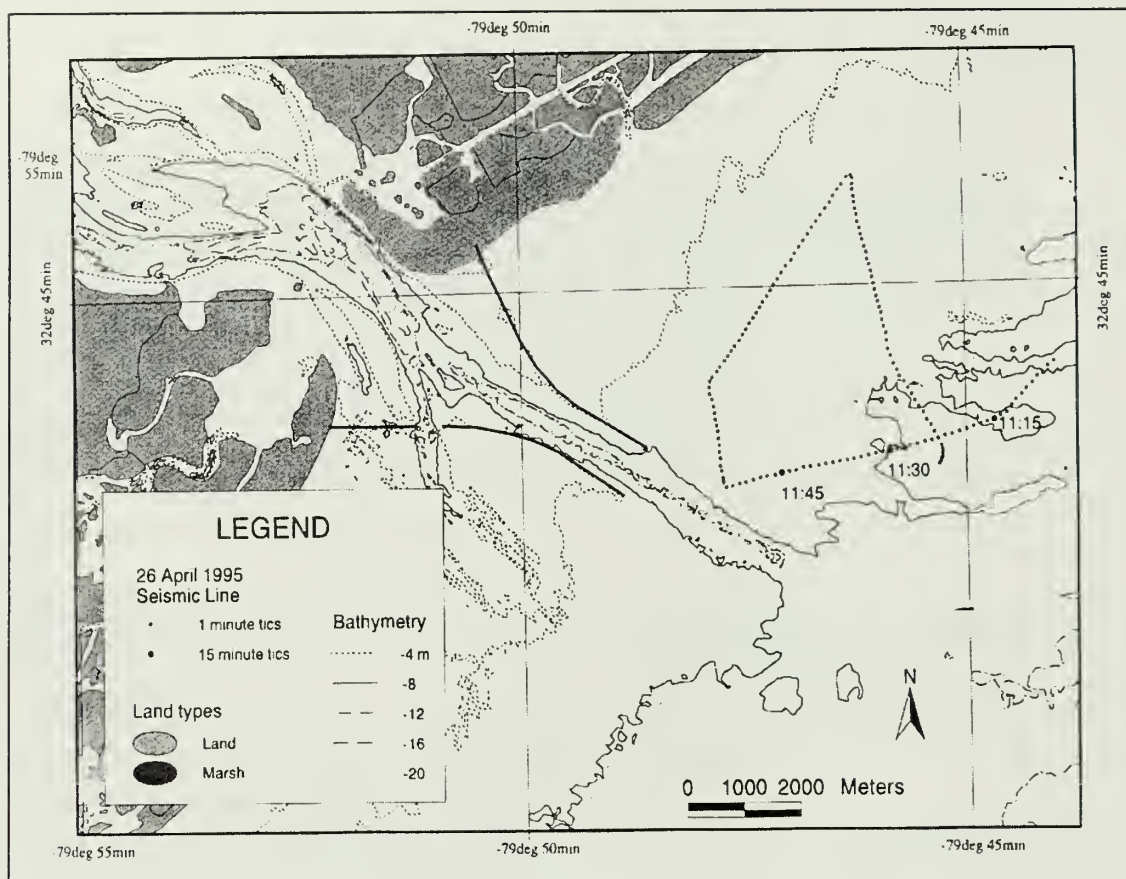 -79deg 50min
-79deg 45min
-79deg
55min
32deg 45min
32deg 45min
11:15
11:30
11:45
LEGEND
26 April 1995
Seismic Line
1 minute tics
15 minute tics
Land types
Land
Marsh
Bathymetry
-4 m
-8
-12
-16
-20
N
0 1000 2000 Meters
-79deg 55min
-79deg 50min
-79deg 45min